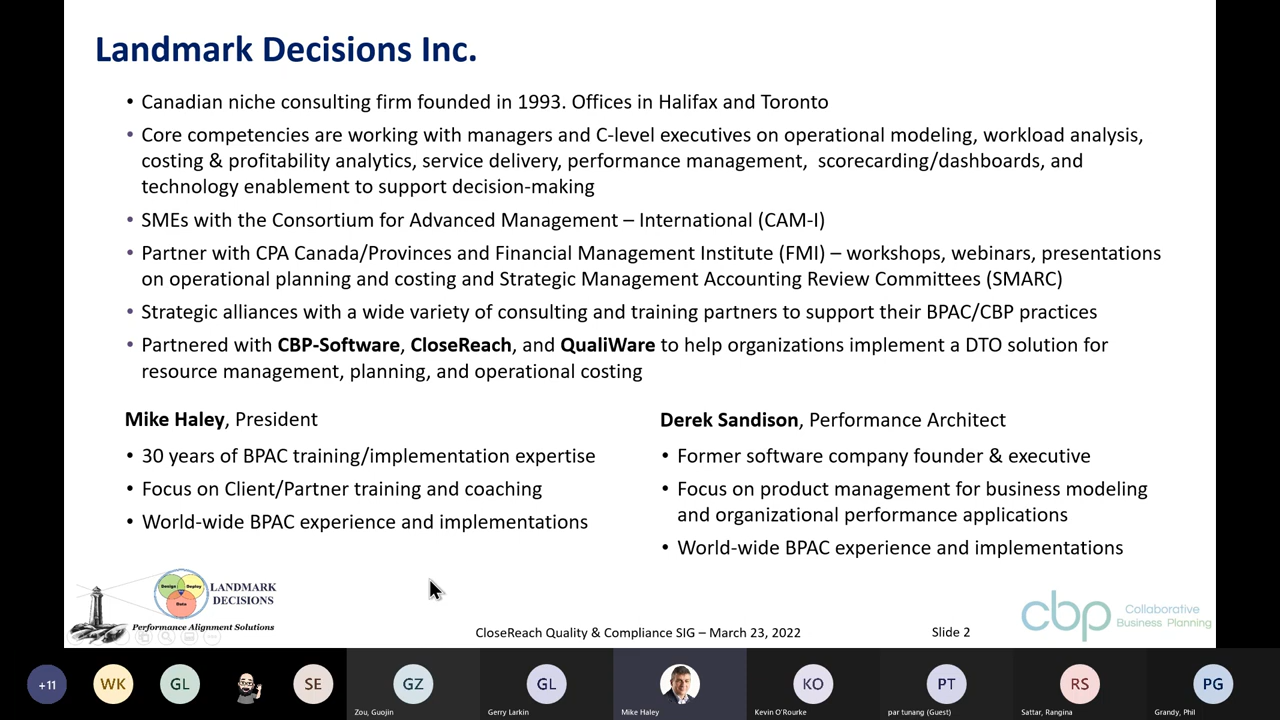 Landmark Decisions Inc.
• Canadian niche consulting firm founded in 1993. Offices in Halifax and Toronto
• Core competencies are working with managers and C-level executives on operational modeling, workload analysis,
costing & profitability analytics, service delivery, performance management, scorecarding/dashboards, and
technology enablement to support decision-making
• SMEs with the Consortium for Advanced Management – International (CAM-I)
• Partner with CPA Canada/Provinces and Financial Management Institute (FMI) – workshops, webinars, presentations
on operational planning and costing and Strategic Management Accounting Review Committees (SMARC)
• Strategic alliances with a wide variety of consulting and training partners to support their BPAC/CBP practices
• Partnered with CBP-Software, CloseReach, and QualiWare to help organizations implement a DTO solution for
resource management, planning, and operational costing
Mike Haley, President
• 30 years of BPAC training/implementation expertise
• Focus on Client/Partner training and coaching
• World-wide BPAC experience and implementations
Derek Sandison, Performance Architect
• Former software company founder & executive
• Focus on product management for business modeling
and organizational performance applications
• World-wide BPAC experience and implementations
Design
Deploy
Data
LANDMARK
DECISIONS
Performance Alignment Solutions
CloseReach Quality & Compliance SIG – March 23, 2022
Slide 2
cbp
Collaborative
Business Planning
+11
WK
GL
SE
GZ
GL
KO
PT
RS
PG
Zou, Guojin
Gerry Larkin
Mike Haley
Kevin O'Rourke
par tunang (Guest)
Sattar, Rangina
Grandy, Phil